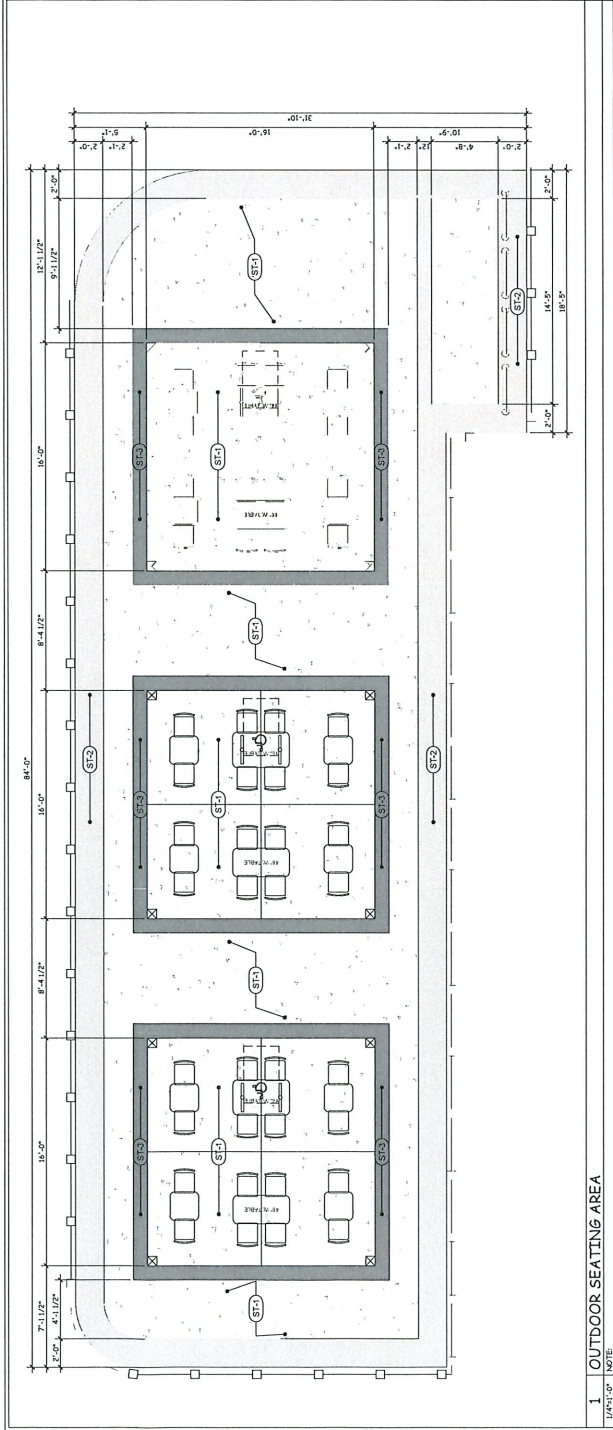 84'-0"
7'-1 1/2"
16'-0"
8'-4 1/2"
16'-0"
8'-4 1/2"
16'-0"
12'-1 1/2"
2'-0"
4'-1 1/2"
9'-1 1/2"
2'-0"
31'-10"
5'-1"
16'-0"
10'-9"
2'-0"
2'-1"
2'-1"
12"
4'-8"
2'-0"
ST-2
ST-3
ST-3
ST-3
ST-1
ST-1
ST-1
ST-1
ST-1
ST-1
ST-1
48" W.TABLE
48" W.TABLE
ST-3
ST-3
ST-3
ST-2
ST-2
2'-0"
14'-5"
2'-0"
18'-5"
1
OUTDOOR SEATING AREA
1/4"=1'-0"
NOTE: